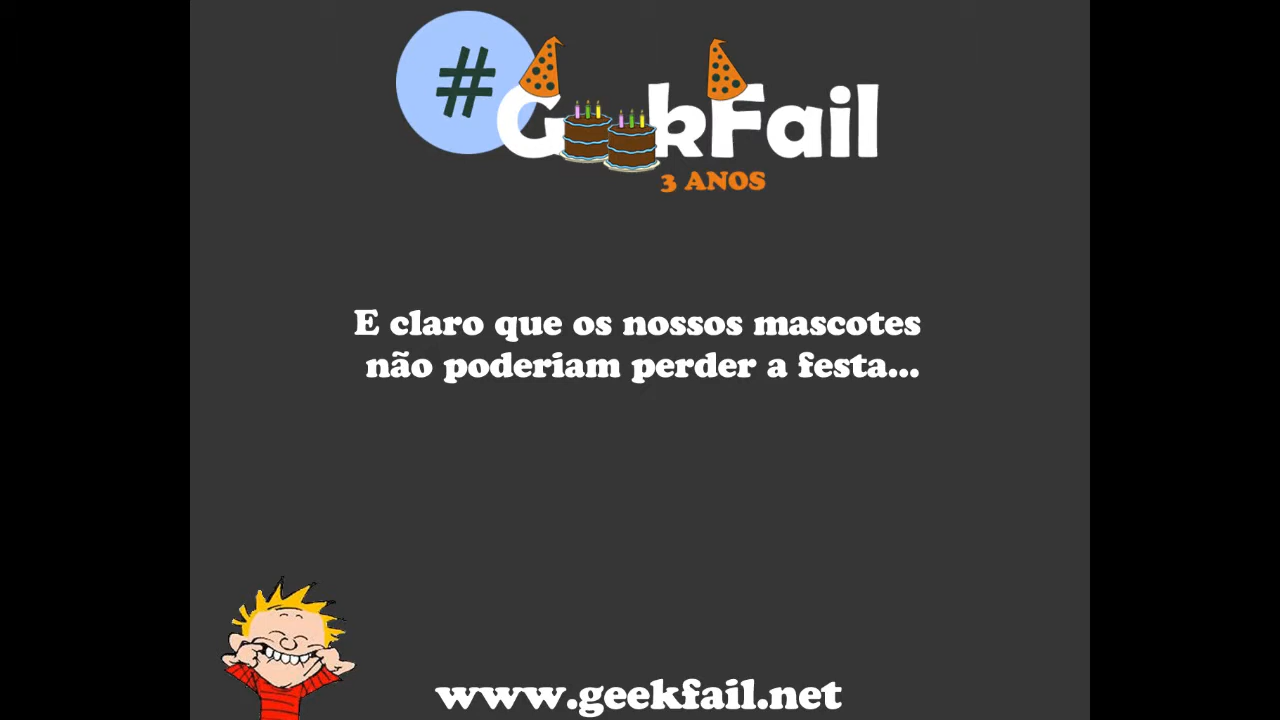 #GeekFail
3 ANOS
E claro que os nossos mascotes
não poderiam perder a festa...
www.geekfail.net